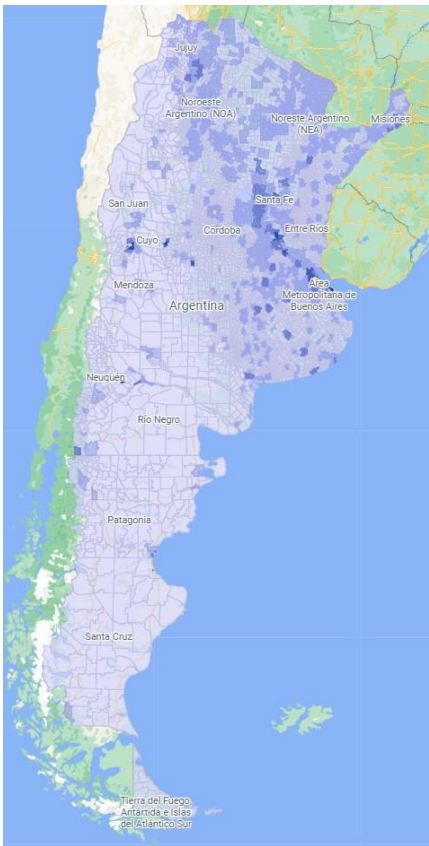 Jujuy
Noroeste
Argentino (NOA)
Noreste Argentino
(NEA)
Misiones
San Juan
Santa Fe
Cuyo
Córdoba
Entre Ríos
Mendoza
Área
Metropolitana de
Buenos Aires
Argentina
Neuquén
Río Negro
Patagonia
Santa Cruz
Tierra del Fuego,
Antártida e Islas
del Atlántico Sur